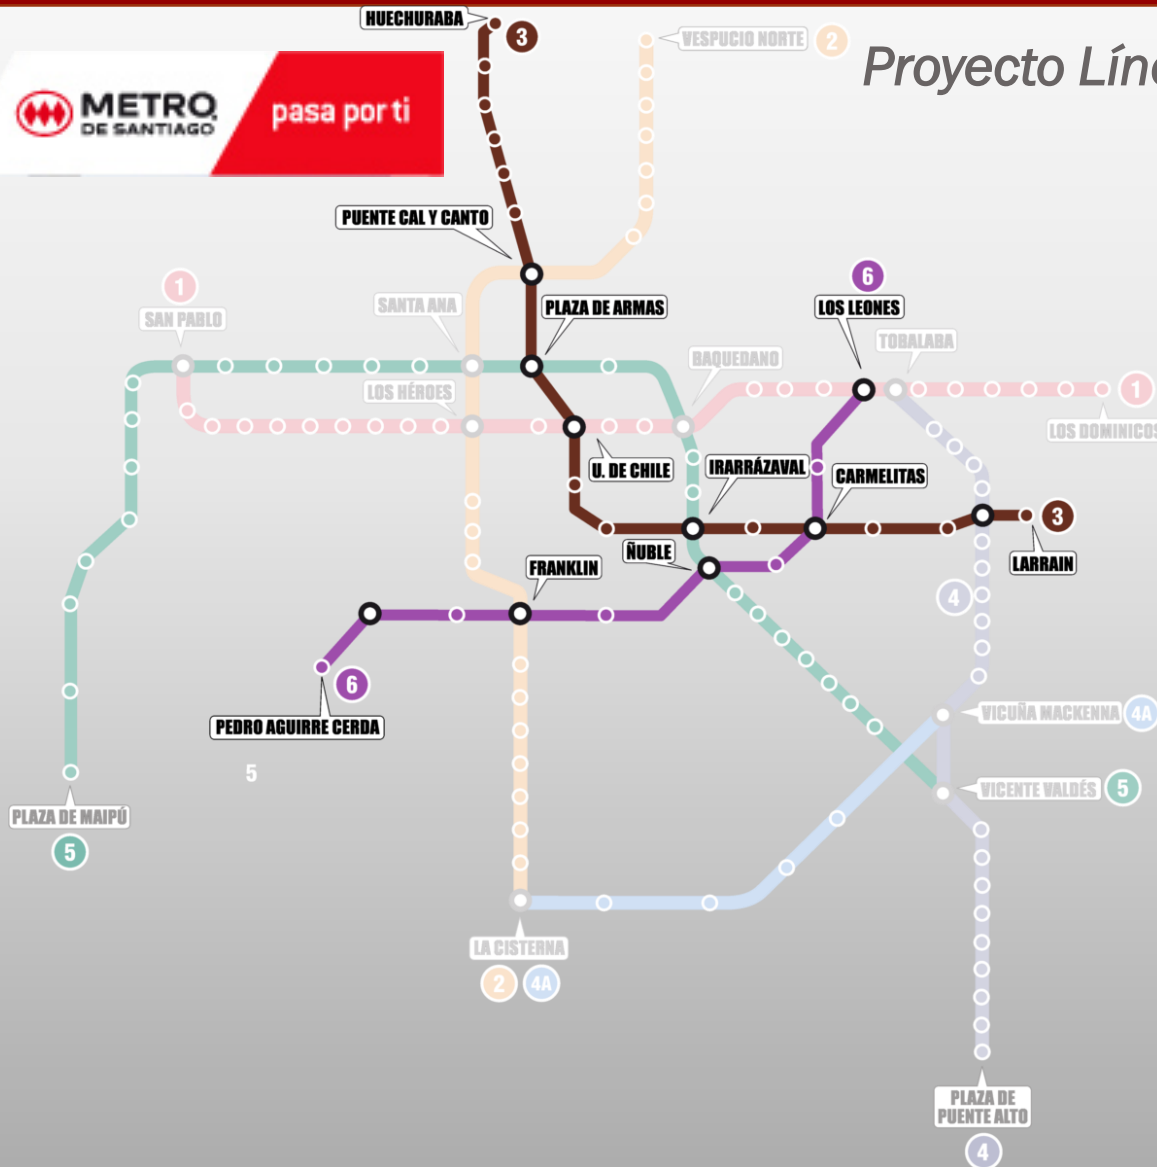 HUECHURABA
3
VESPUCIO NORTE
2
Proyecto Líne
METRO
DE SANTIAGO
pasa por ti
PUENTE CAL Y CANTO
1
SAN PABLO
SANTA ANA
PLAZA DE ARMAS
6
LOS LEONES
TOBALABA
BAQUEDANO
LOS HÉROES
1
LOS DOMINICOS
U. DE CHILE
IRARRÁZAVAL
CARMELITAS
3
LARRAIN
ÑUBLE
FRANKLIN
4
6
PEDRO AGUIRRE CERDA
VICUÑA MACKENNA
4A
5
VICENTE VALDÉS
5
PLAZA DE MAIPÚ
5
LA CISTERNA
2
4A
PLAZA DE
PUENTE ALTO
4